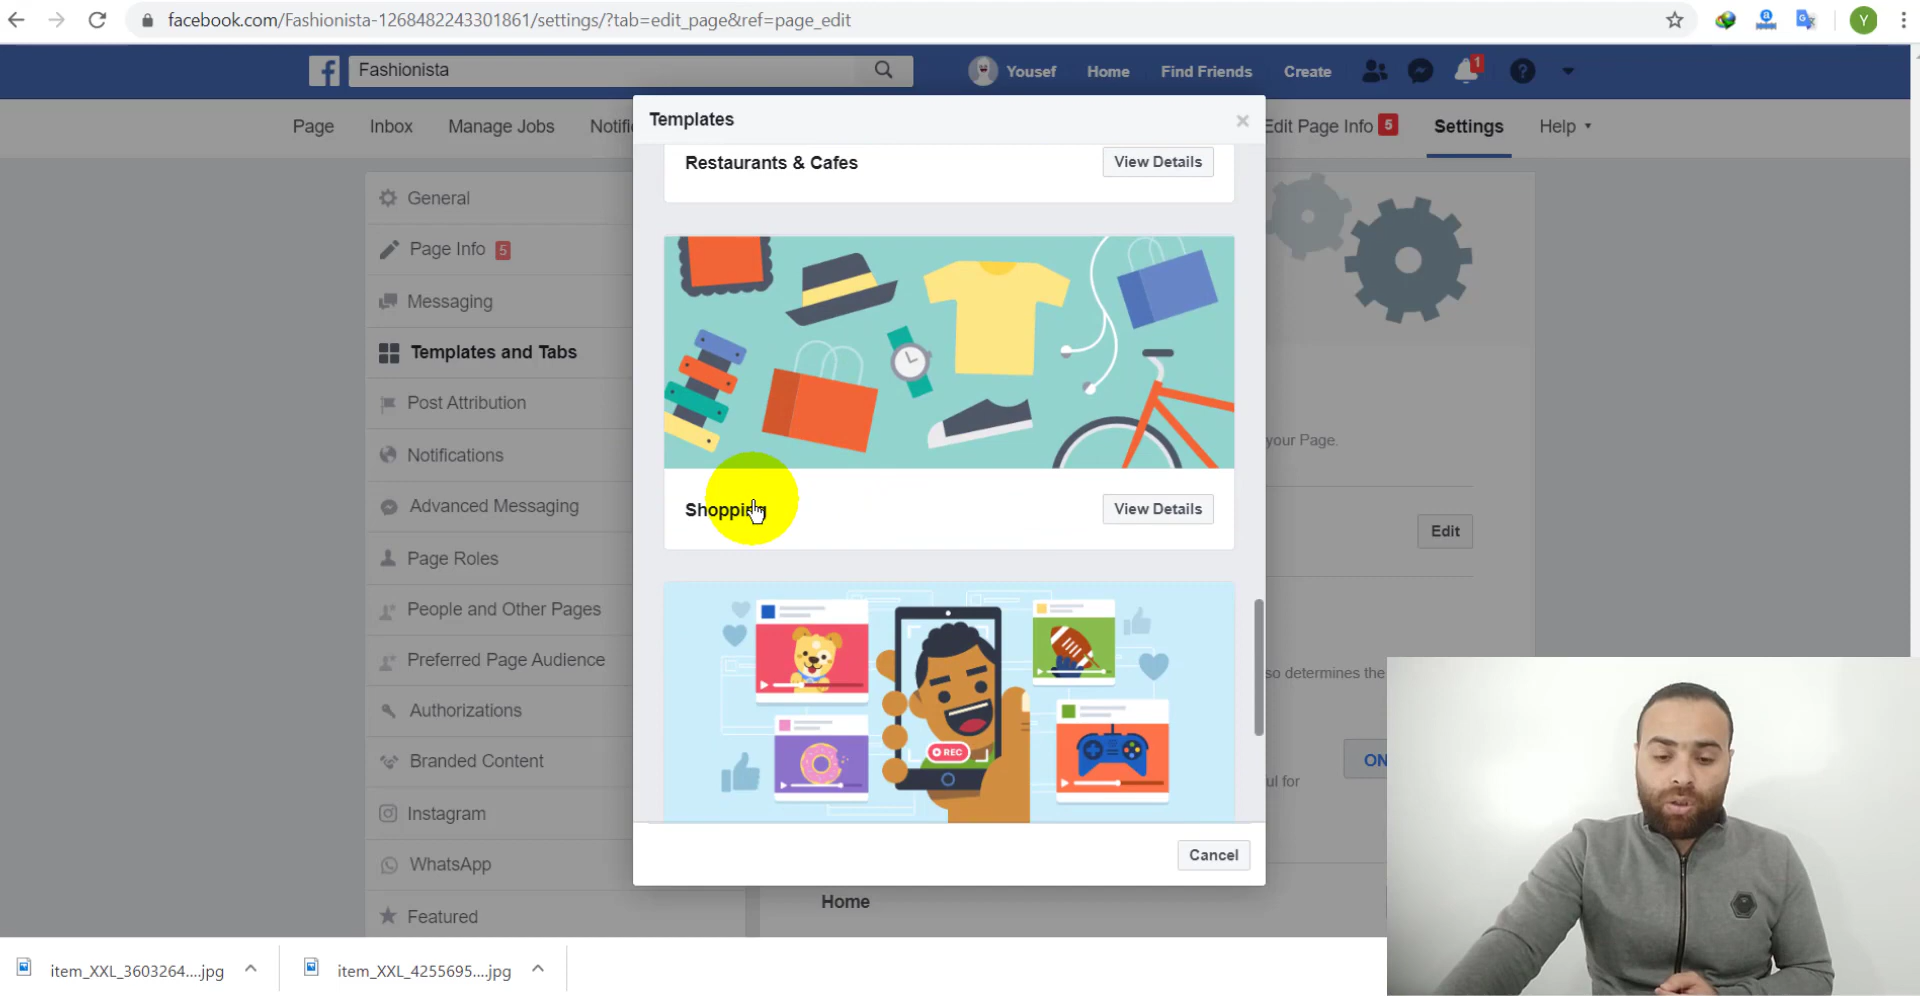 facebook.com/Fashionista-1268482243301861/settings/?tab=edit_page&ref=page_edit
Y
Fashionista
Yousef
Home
Find Friends
Create
1
Page
Inbox
Manage Jobs
Notifi
Edit Page Info 5
Settings
Help
Templates
General
Page Info 5
Messaging
Templates and Tabs
Post Attribution
Notifications
Advanced Messaging
Page Roles
People and Other Pages
Preferred Page Audience
Authorizations
Branded Content
Instagram
WhatsApp
Featured
Restaurants & Cafes
View Details
Shopping
View Details
REC
Cancel
your Page.
Edit
so determines the
ON
ul for
Home
item_XXL_3603264....jpg
item_XXL_4255695....jpg